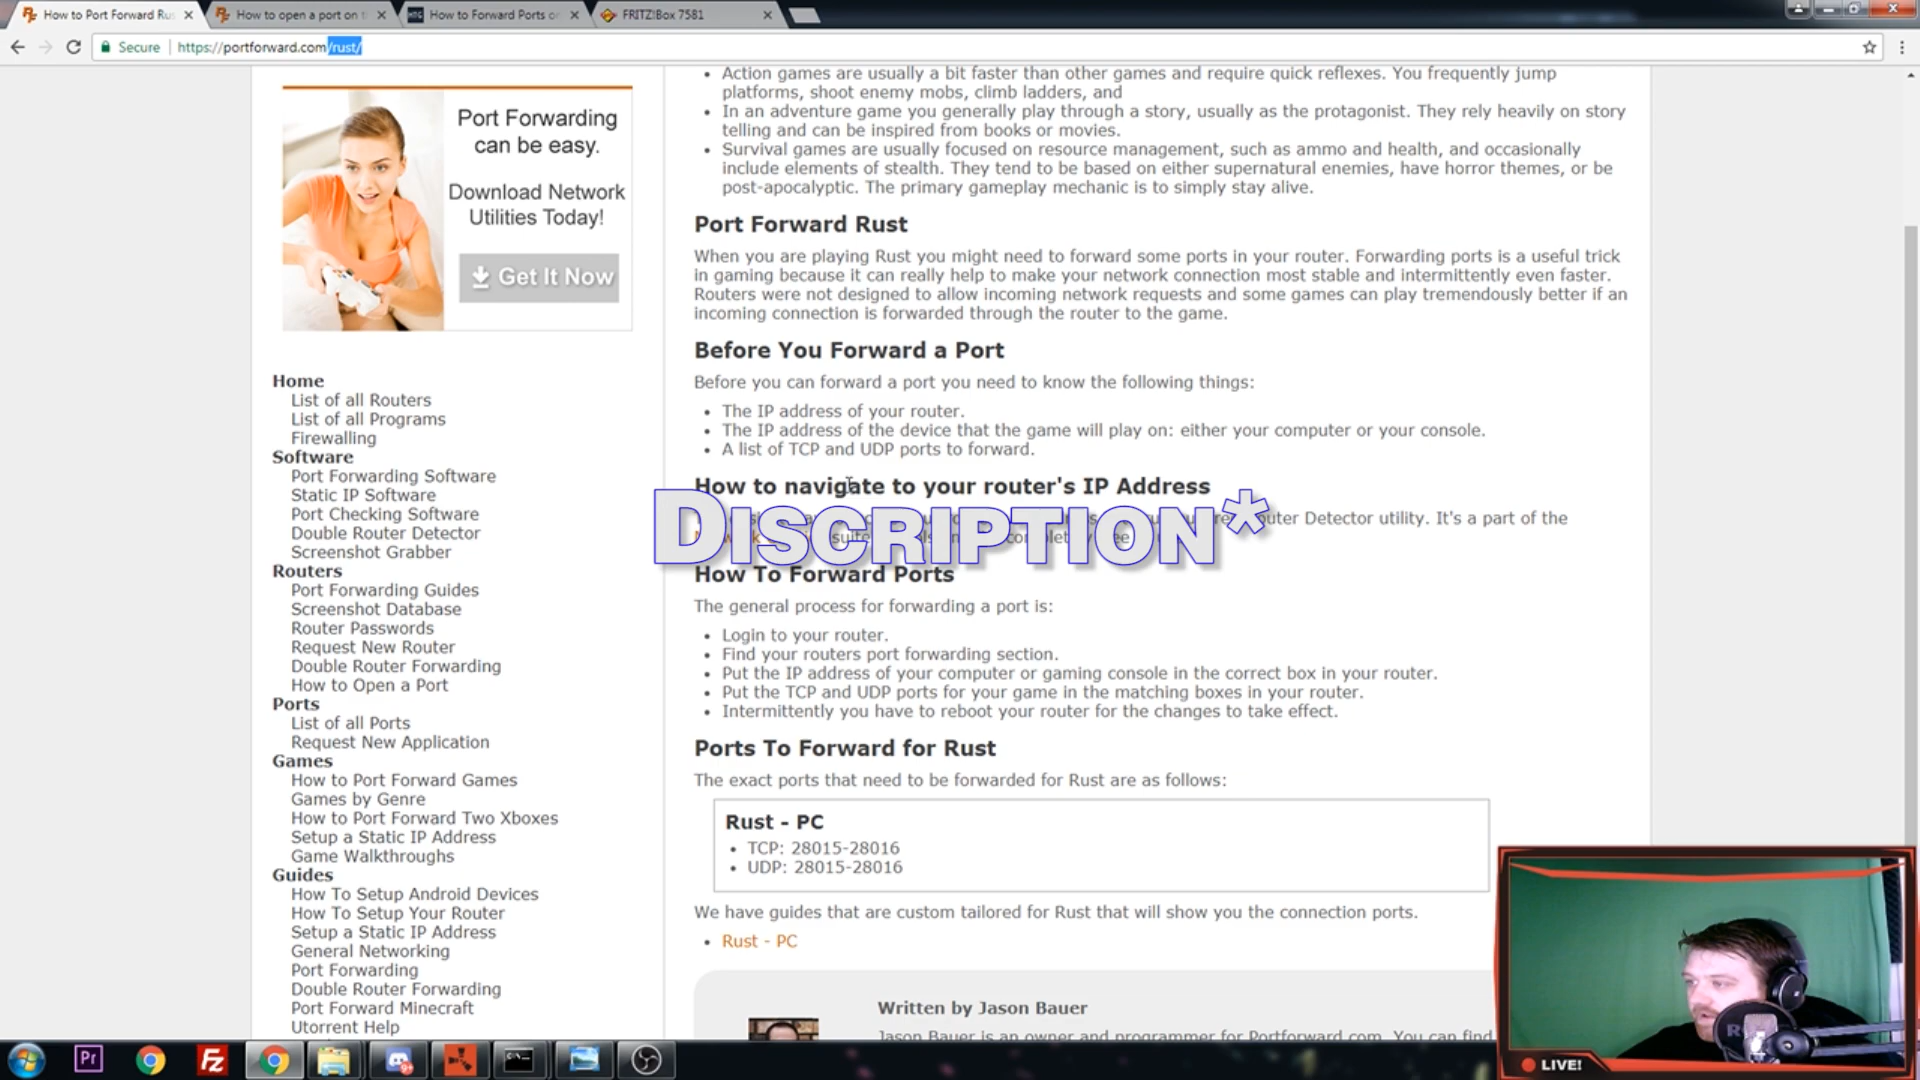 How to Port Forward Rus
How to open a port on t
How to Forward Ports o
FRITZ!Box 7581
Secure
https://portforward.com/rust/
Port Forwarding
can be easy.
Download Network
Utilities Today!
Get It Now
Home
List of all Routers
List of all Programs
Firewalling
Software
Port Forwarding Software
Static IP Software
Port Checking Software
Double Router Detector
Screenshot Grabber
Routers
Port Forwarding Guides
Screenshot Database
Router Passwords
Request New Router
Double Router Forwarding
How to Open a Port
Ports
List of all Ports
Request New Application
Games
How to Port Forward Games
Games by Genre
How to Port Forward Two Xboxes
Setup a Static IP Address
Game Walkthroughs
Guides
How To Setup Android Devices
How To Setup Your Router
Setup a Static IP Address
General Networking
Port Forwarding
Double Router Forwarding
Port Forward Minecraft
Utorrent Help
Action games are usually a bit faster than other games and require quick reflexes. You frequently jump
platforms, shoot enemy mobs, climb ladders, and
In an adventure game you generally play through a story, usually as the protagonist. They rely heavily on story
telling and can be inspired from books or movies.
Survival games are usually focused on resource management, such as ammo and health, and occasionally
include elements of stealth. They tend to be based on either supernatural enemies, have horror themes, or be
post-apocalyptic. The primary gameplay mechanic is to simply stay alive.
Port Forward Rust
When you are playing Rust you might need to forward some ports in your router. Forwarding ports is a useful trick
in gaming because it can really help to make your network connection most stable and intermittently even faster.
Routers were not designed to allow incoming network requests and some games can play tremendously better if an
incoming connection is forwarded through the router to the game.
Before You Forward a Port
Before you can forward a port you need to know the following things:
The IP address of your router.
The IP address of the device that the game will play on: either your computer or your console.
A list of TCP and UDP ports to forward.
How to navigate to your router's IP Address
Router Detector utility. It's a part of the
DISCRIPTION*
How To Forward Ports
The general process for forwarding a port is:
Login to your router.
Find your routers port forwarding section.
Put the IP address of your computer or gaming console in the correct box in your router.
Put the TCP and UDP ports for your game in the matching boxes in your router.
Intermittently you have to reboot your router for the changes to take effect.
Ports To Forward for Rust
The exact ports that need to be forwarded for Rust are as follows:
Rust - PC
TCP: 28015-28016
UDP: 28015-28016
We have guides that are custom tailored for Rust that will show you the connection ports.
Rust - PC
Written by Jason Bauer
Jason Bauer is an owner and programmer for Portforward.com. You can find
LIVE!
Pr
Fz